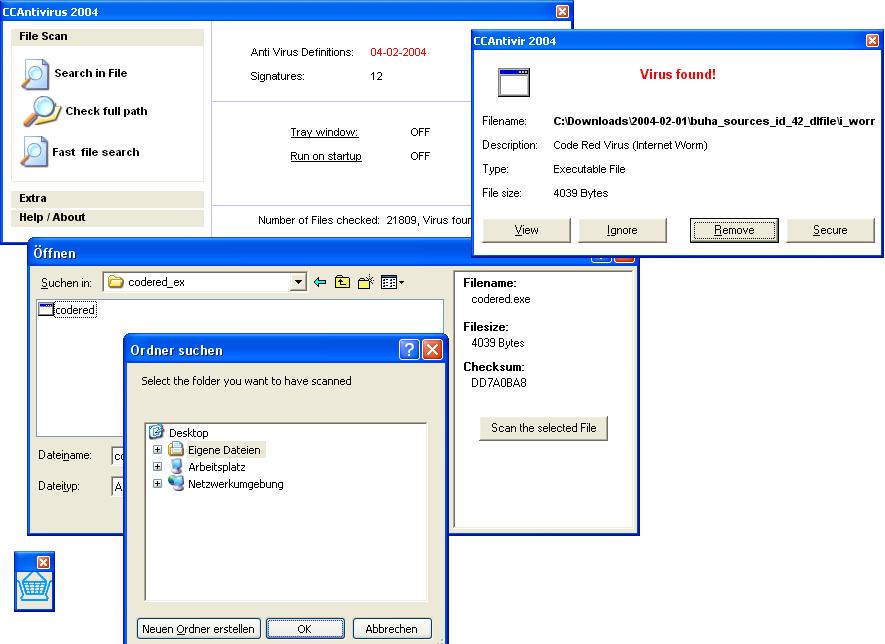 CCAntivirus 2004
File Scan
Search in File
Check full path
Fast file search
Extra
Help / About
Anti Virus Definitions: 04-02-2004
Signatures: 12
Tray window: OFF
Run on startup OFF
Number of Files checked: 21809, Virus four
CCAntivir 2004
Virus found!
Filename: C:\Downloads\2004-02-01\buha_sources_id_42_dlfile\i_worr
Description: Code Red Virus (Internet Worm)
Type: Executable File
File size: 4039 Bytes
View Ignore Remove Secure
Öffnen
Suchen in: codered_ex
codered
Dateiname: co
Dateityp: A
Filename:
codered.exe
Filesize:
4039 Bytes
Checksum:
DD7A0BA8
Scan the selected File
Ordner suchen
Select the folder you want to have scanned
Desktop
Eigene Dateien
Arbeitsplatz
Netzwerkumgebung
Neuen Ordner erstellen OK Abbrechen